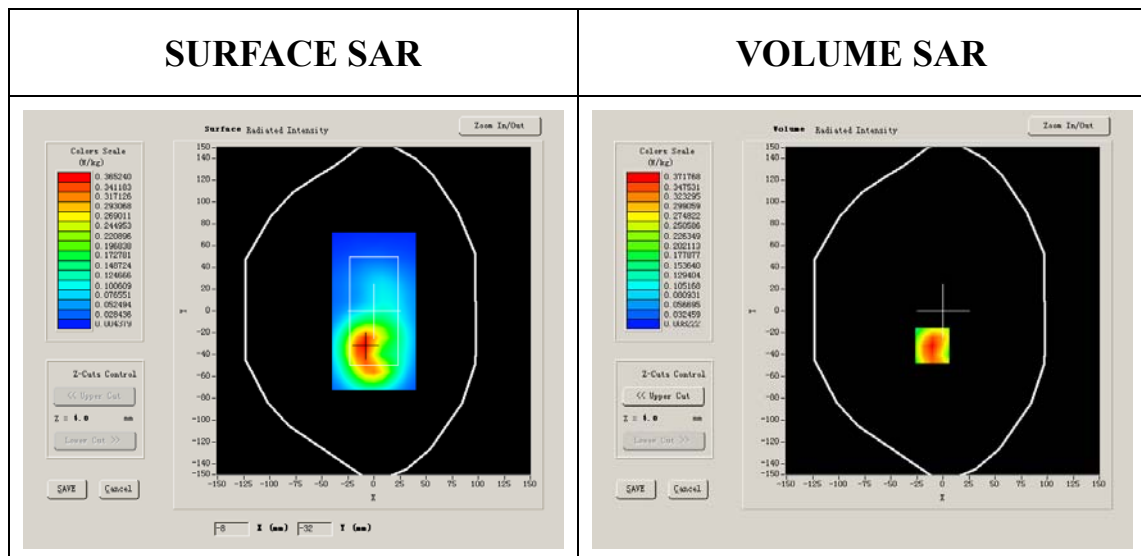 SURFACE SAR
VOLUME SAR
Surface Radiated Intensity
Zoom In/Out
Colors Scale
(W/kg)
0.365240
0.341183
0.317126
0.293068
0.269011
0.244953
0.220896
0.196838
0.172781
0.148724
0.124666
0.100609
0.076551
0.052494
0.028436
0.004379
150
140
120
100
80
60
40
20
0
-20
-40
-60
-80
-100
-120
-140
-150
Y
-150 -125 -100 -75 -50 -25 0 25 50 75 100 125 150
X
Z-Cuts Control
<< Upper Cut
Z = 4.0 mm
Lower Cut >>
SAVE Cancel
-8 X (mm) -32 Y (mm)
Volume Radiated Intensity
Zoom In/Out
Colors Scale
(W/kg)
0.371768
0.347531
0.323295
0.299059
0.274822
0.250586
0.226349
0.202113
0.177877
0.153640
0.129404
0.105168
0.080931
0.056695
0.032459
0.008222
150
140
120
100
80
60
40
20
0
-20
-40
-60
-80
-100
-120
-140
-150
Y
-150 -125 -100 -75 -50 -25 0 25 50 75 100 125 150
X
Z-Cuts Control
<< Upper Cut
Z = 4.0 mm
Lower Cut >>
SAVE Cancel